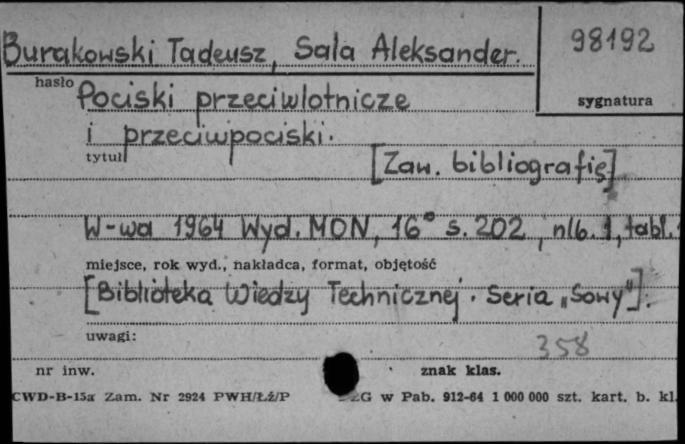 Burakowski Tadeusz, Sala Aleksander.
98192
hasło
sygnatura
Pociski przeciwlotnicze
i przeciwpociski.
tytuł
[Zaw. bibliografię]
W-wa 1964 Wyd. MON, 16° s. 202, nlb. 1, tabl.
miejsce, rok wyd., nakładca, format, objętość
[Biblioteka Wiedzy Technicznej. Seria „Sowy"].
uwagi:
358
nr inw.
znak klas.
CWD-B-15a Zam. Nr 2924 PWH/Łź/P
w Pab. 912-64 1 000 000 szt. kart. b. kl.